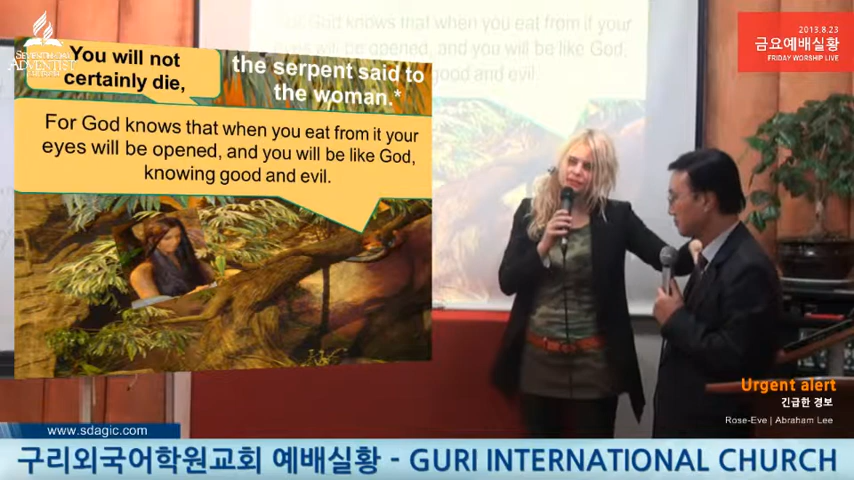 SEVENTH-DAY
ADVENTIST
CHURCH
You will not
certainly die,
the serpent said to
the woman.*
For God knows that when you eat from it your
eyes will be opened, and you will be like God,
knowing good and evil.
For God knows that when you eat from it your
eyes will be opened, and you will be like God,
good and evil.
2013.8.23
금요예배실황
FRIDAY WORSHIP LIVE
Urgent alert
긴급한 경보
Rose-Eve | Abraham Lee
www.sdagic.com
구리외국어학원교회 예배실황 - GURI INTERNATIONAL CHURCH